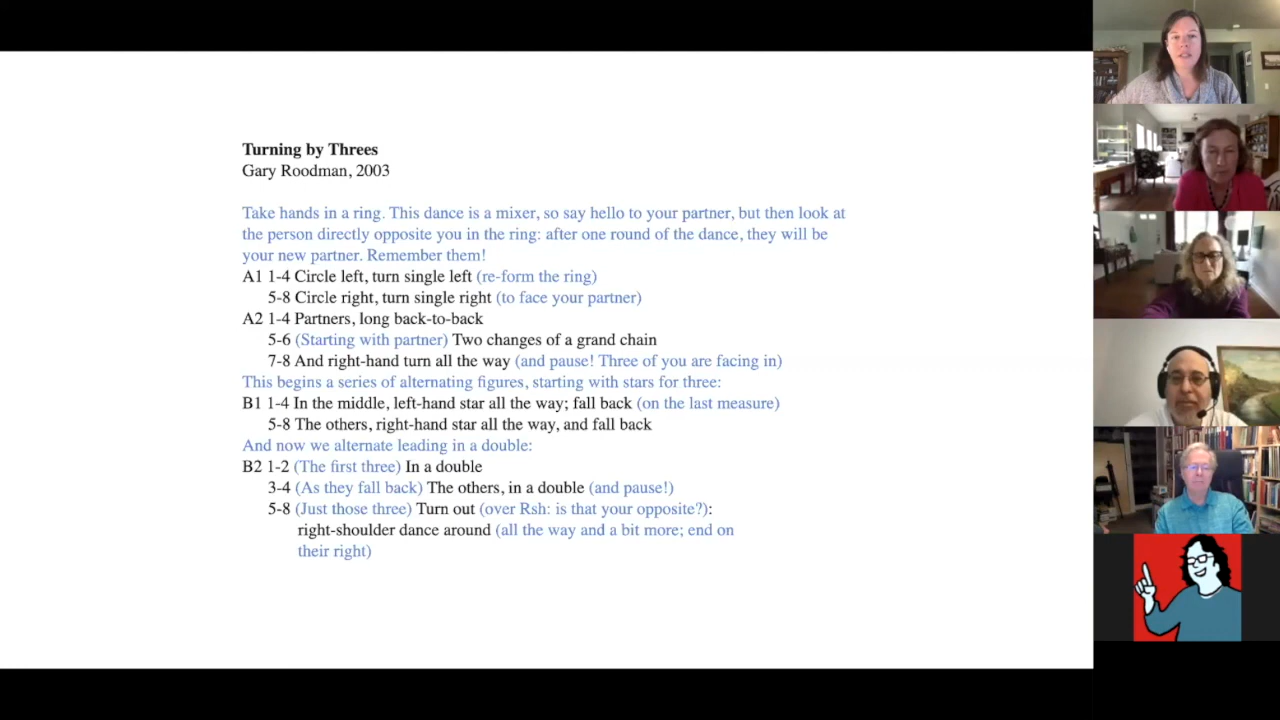 Turning by Threes
Gary Roodman, 2003
Take hands in a ring. This dance is a mixer, so say hello to your partner, but then look at
the person directly opposite you in the ring: after one round of the dance, they will be
your new partner. Remember them!
A1 1-4 Circle left, turn single left (re-form the ring)
5-8 Circle right, turn single right (to face your partner)
A2 1-4 Partners, long back-to-back
5-6 (Starting with partner) Two changes of a grand chain
7-8 And right-hand turn all the way (and pause! Three of you are facing in)
This begins a series of alternating figures, starting with stars for three:
B1 1-4 In the middle, left-hand star all the way; fall back (on the last measure)
5-8 The others, right-hand star all the way, and fall back
And now we alternate leading in a double:
B2 1-2 (The first three) In a double
3-4 (As they fall back) The others, in a double (and pause!)
5-8 (Just those three) Turn out (over Rsh: is that your opposite?):
right-shoulder dance around (all the way and a bit more; end on
their right)